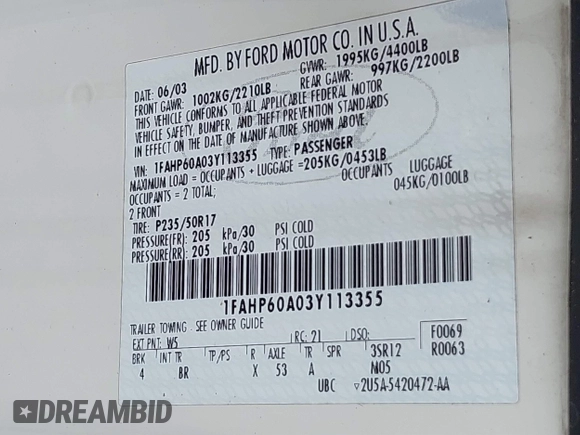 MFD. BY FORD MOTOR CO. IN U.S.A.
DATE: 06/03 GVWR: 1995KG/4400LB
FRONT GAWR: 1002KG/2210LB REAR GAWR: 997KG/2200LB
THIS VEHICLE CONFORMS TO ALL APPLICABLE FEDERAL MOTOR
VEHICLE SAFETY, BUMPER, AND THEFT PREVENTION STANDARDS
IN EFFECT ON THE DATE OF MANUFACTURE SHOWN ABOVE.
VIN: 1FAHP60A03Y113355 TYPE: PASSENGER
MAXIMUM LOAD = OCCUPANTS + LUGGAGE = 205KG/0453LB
OCCUPANTS = 2 TOTAL; OCCUPANTS LUGGAGE
2 FRONT 045KG/0100LB
TIRE: P235/50R17
PRESSURE(FR): 205 kPa/30 PSI COLD
PRESSURE(RR): 205 kPa/30 PSI COLD
1FAHP60A03Y113355
TRAILER TOWING - SEE OWNER GUIDE
EXT PNT: W5 RC: 21 DSO: F0069
BRK INT TR TP/PS R AXLE TR SPR 3SR12 R0063
4 BR X 53 A M05
UBC ▽2U5A-5420472-AA
DREAMBID